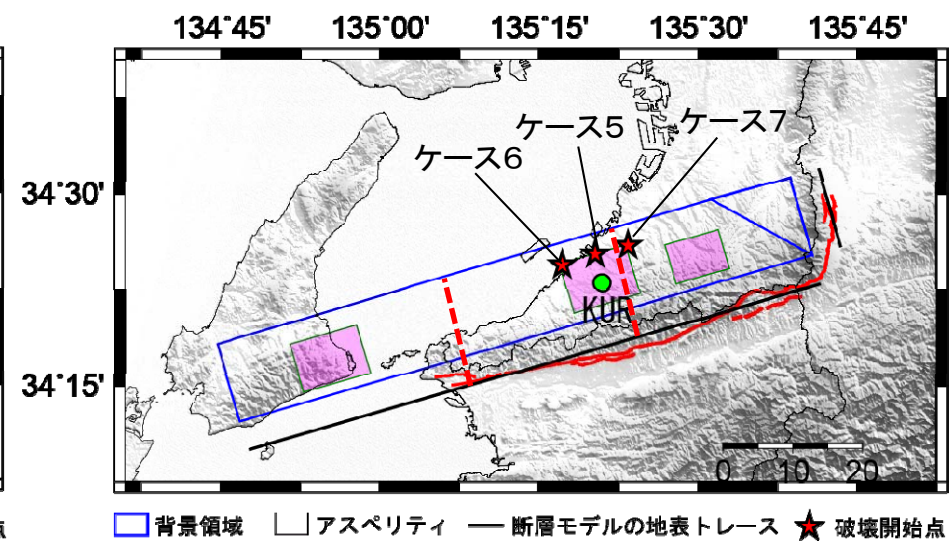 134°45' 135°00' 135°15' 135°30' 135°45'
ケース5 ケース7
ケース6
34°30'
KUR
34°15'
0 10 20
点 背景領域 アスペリティ 断層モデルの地表トレース 破壊開始点